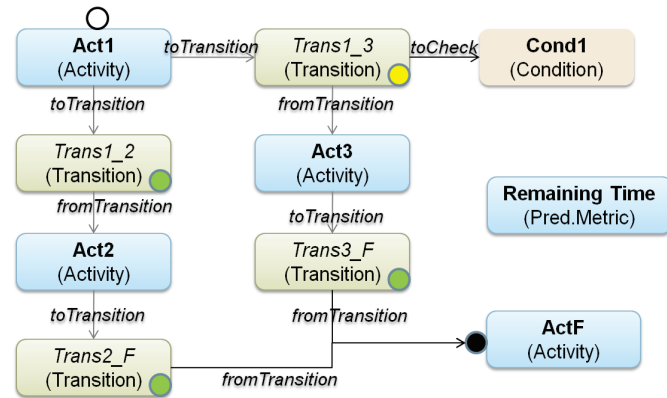 Act1
(Activity)
toTransition
Trans1_3
(Transition)
toCheck
Cond1
(Condition)
toTransition
fromTransition
Trans1_2
(Transition)
Act3
(Activity)
fromTransition
Remaining Time
(Pred.Metric)
toTransition
Act2
(Activity)
Trans3_F
(Transition)
toTransition
fromTransition
ActF
(Activity)
Trans2_F
(Transition)
fromTransition